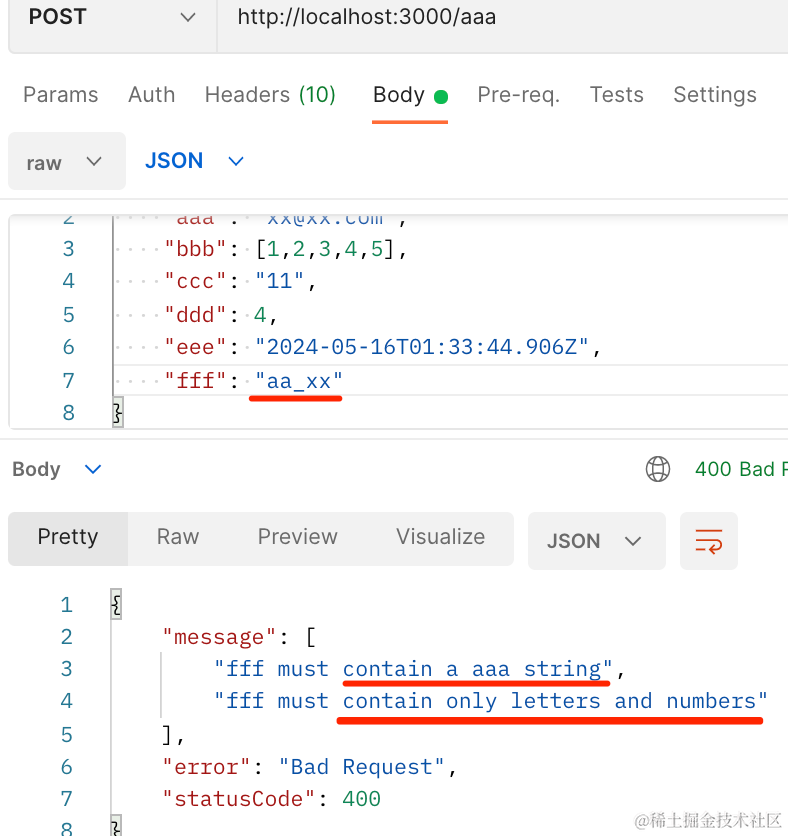 POST http://localhost:3000/aaa
Params Auth Headers (10) Body Pre-req. Tests Settings
raw JSON
2 "aaa": "xx@xx.com",
3 "bbb": [1,2,3,4,5],
4 "ccc": "11",
5 "ddd": 4,
6 "eee": "2024-05-16T01:33:44.906Z",
7 "fff": "aa_xx"
8 }
Body 400 Bad
Pretty Raw Preview Visualize JSON
1 {
2 "message": [
3 "fff must contain a aaa string",
4 "fff must contain only letters and numbers"
5 ],
6 "error": "Bad Request",
7 "statusCode": 400
8 }
@稀土掘金技术社区